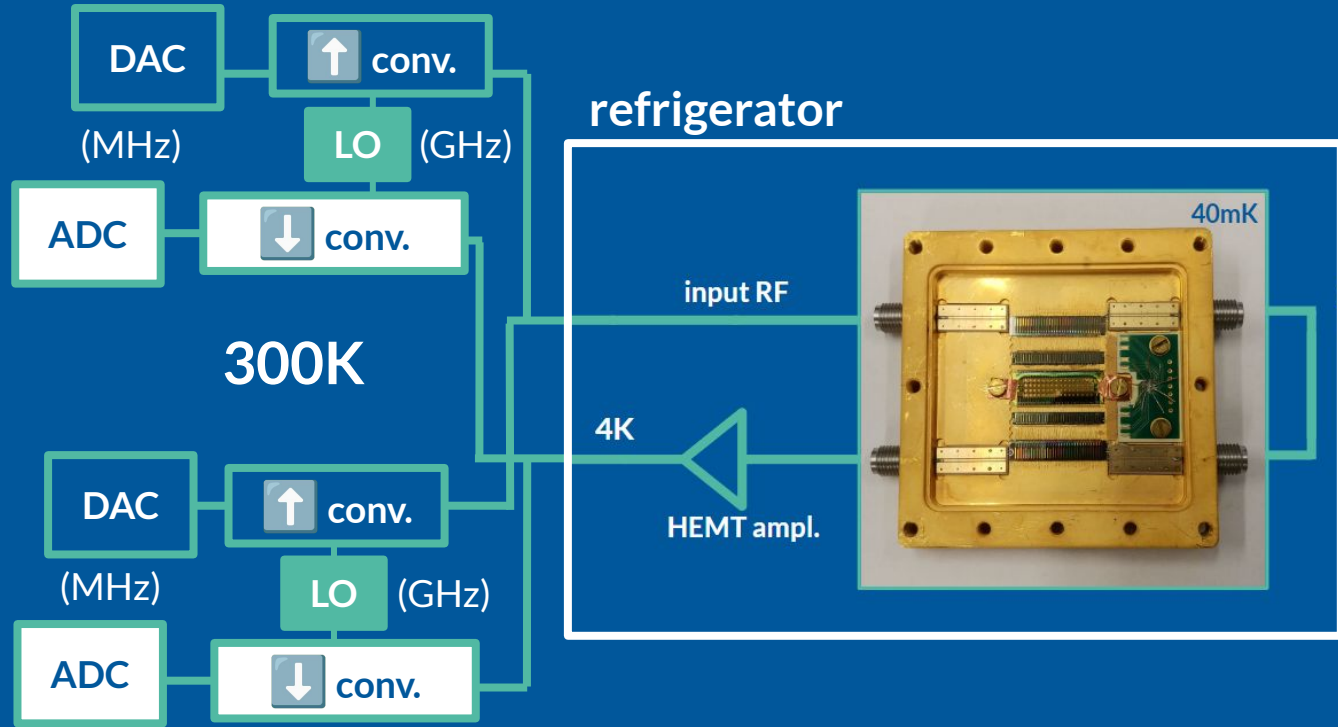 DAC
⬆️ conv.
(MHz)
LO
(GHz)
ADC
⬇️ conv.
refrigerator
40mK
input RF
300K
4K
HEMT ampl.
DAC
⬆️ conv.
(MHz)
LO
(GHz)
ADC
⬇️ conv.